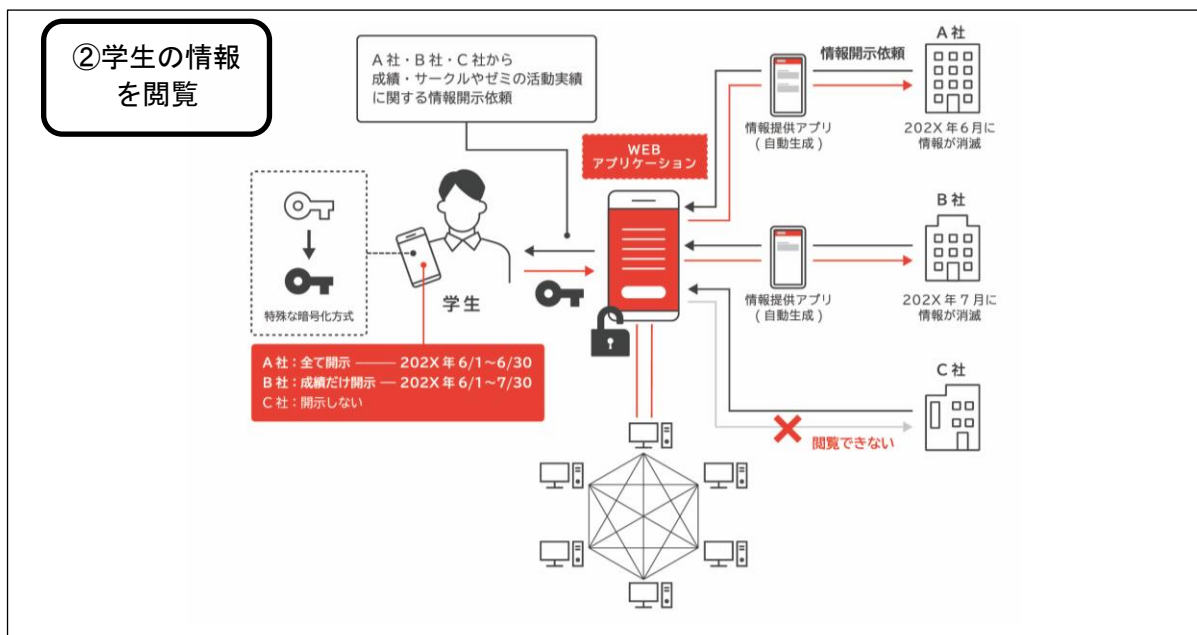 ②学生の情報
を閲覧
A社・B社・C社から
成績・サークルやゼミの活動実績
に関する情報開示依頼
WEB
アプリケーション
情報開示依頼
A社
情報提供アプリ
(自動生成)
202X年6月に
情報が消滅
B社
情報提供アプリ
(自動生成)
202X年7月に
情報が消滅
C社
閲覧できない
特殊な暗号化方式
学生
A社：全て開示 ―― 202X年 6/1～6/30
B社：成績だけ開示 ― 202X年 6/1～7/30
C社：開示しない